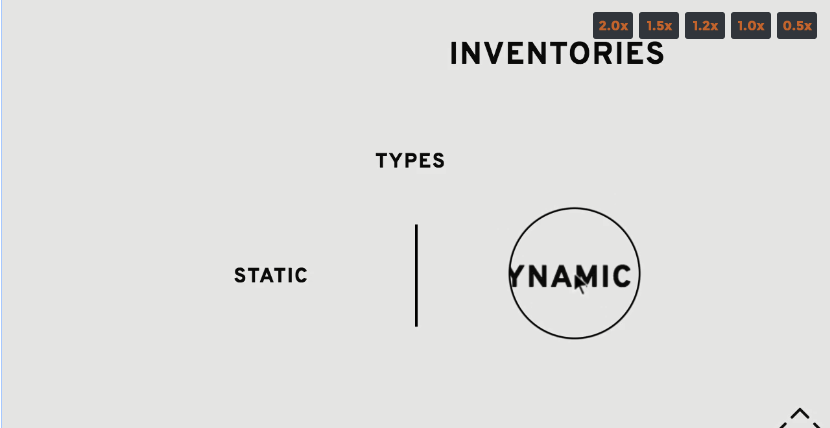 2.0x 1.5x 1.2x 1.0x 0.5x
INVENTORIES
TYPES
STATIC YNAMIC